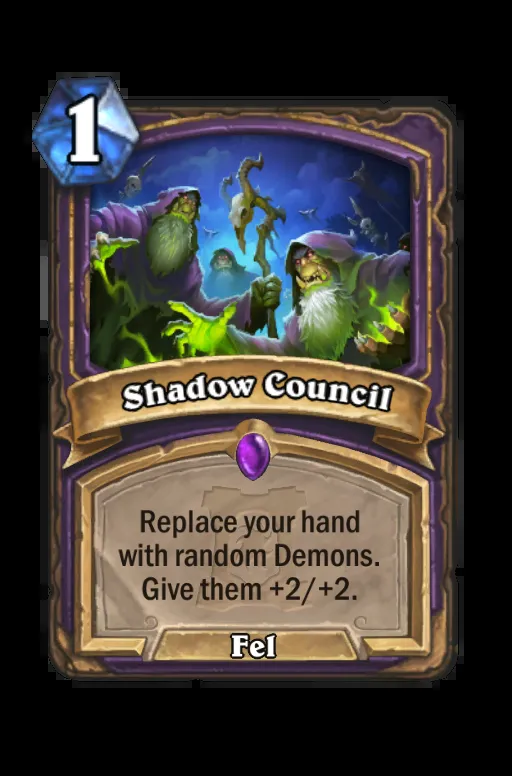 1
Shadow Council
Replace your hand
with random Demons.
Give them +2/+2.
Fel